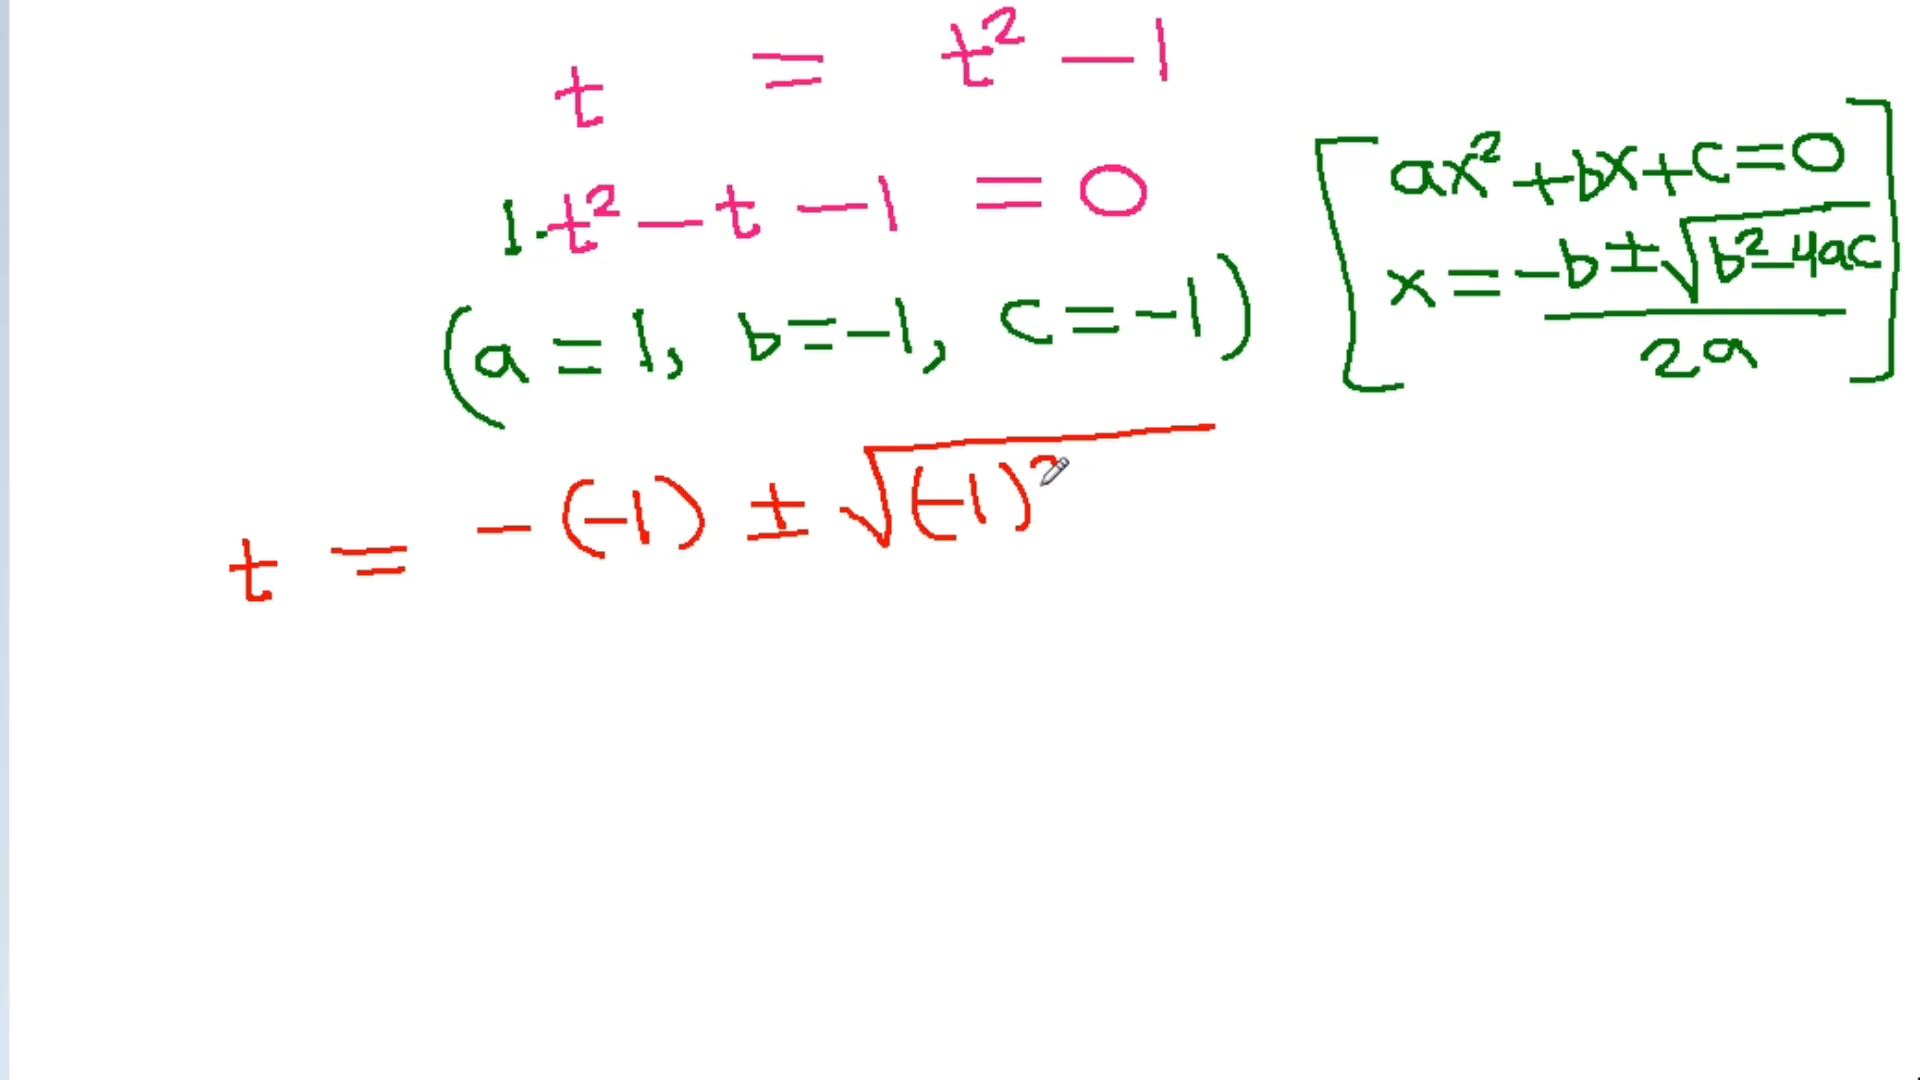 t = t² - 1
1·t² - t - 1 = 0
(a = 1, b = -1, c = -1)
[ax² + bx + c = 0
x = (-b ± √(b² - 4ac)) / 2a]
t = -(-1) ± √((-1)²